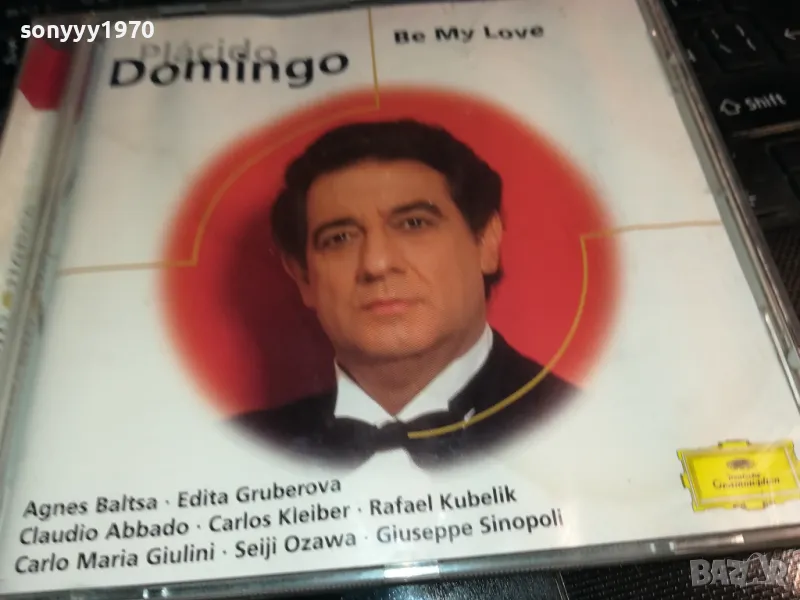 sonyyy1970
Plácido
Domingo
Be My Love
Shift
Agnes Baltsa · Edita Gruberova
Claudio Abbado · Carlos Kleiber · Rafael Kubelik
Carlo Maria Giulini · Seiji Ozawa · Giuseppe Sinopoli
Deutsche
Grammophon
BAZAR